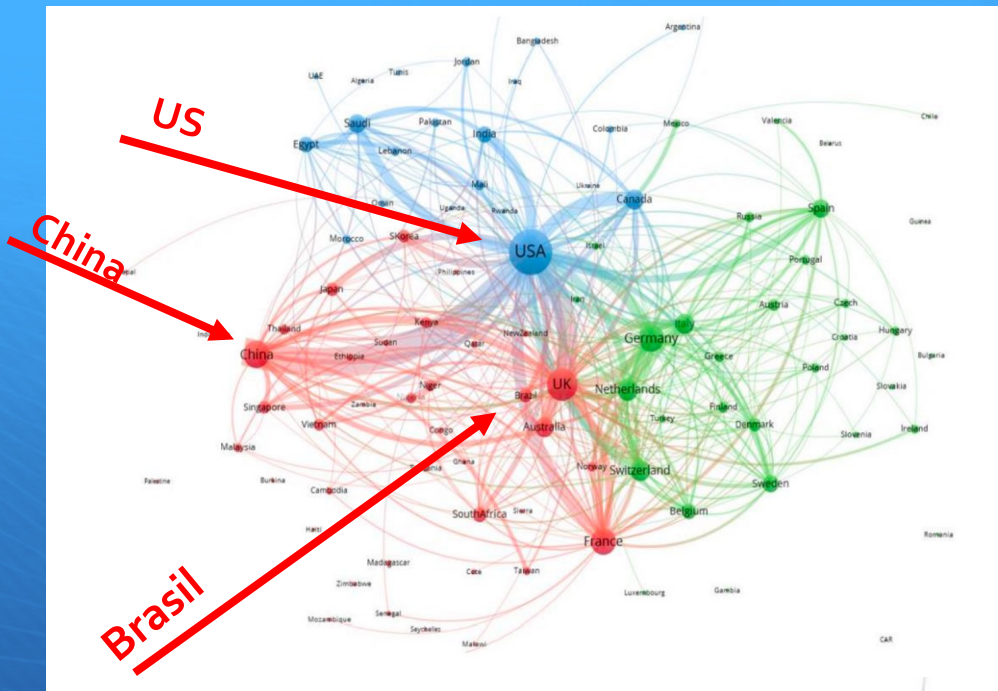 Argentina
Bangladesh
Jordan
UAE
Algeria
Tunis
Iraq
US
Saudi
Pakistan
India
Colombia
Mexico
Valencia
Chile
Egypt
Lebanon
Belarus
Mali
Ukraine
Canada
Oman
Uganda
Rwanda
Russia
Spain
Guinea
China
Morocco
SKorea
USA
Israel
Portugal
Philippines
Japan
Iran
Austria
Czech
Thailand
Kenya
NewZealand
Italy
Hungary
Sudan
Qatar
Germany
Croatia
China
Ethiopia
Greece
Bulgaria
Poland
Niger
UK
Netherlands
Slovakia
Brazil
Singapore
Zambia
Finland
Vietnam
Congo
Australia
Turkey
Denmark
Slovenia
Ireland
Malaysia
Ghana
Norway
Switzerland
Palestine
Burkina
Sweden
Cambodia
SouthAfrica
Sierra
Belgium
Haiti
France
Romania
Madagascar
Cote
Taiwan
Zimbabwe
Luxembourg
Gambia
Brasil
Mozambique
Senegal
Seychelles
Malawi
CAR